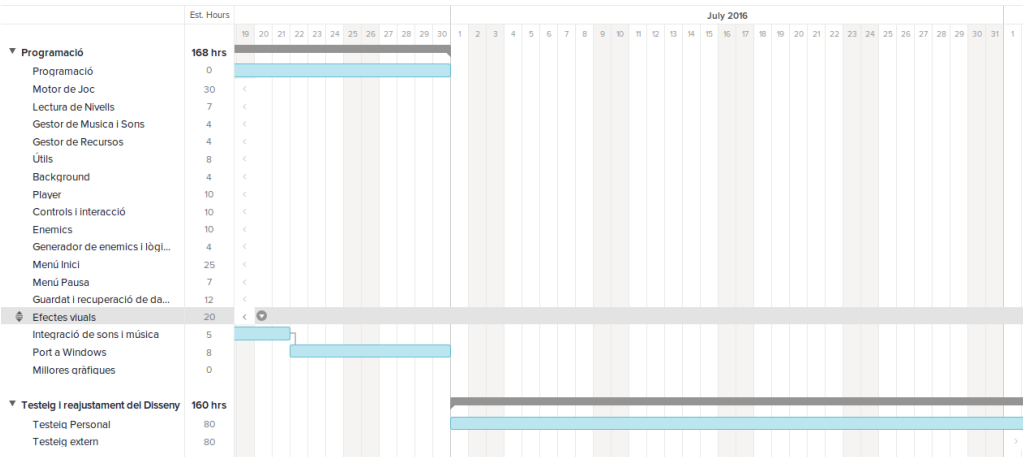 Est. Hours July 2016
19 20 21 22 23 24 25 26 27 28 29 30 1 2 3 4 5 6 7 8 9 10 11 12 13 14 15 16 17 18 19 20 21 22 23 24 25 26 27 28 29 30 31 1
Programació 168 hrs
Programació 0
Motor de Joc 30
Lectura de Nivells 7
Gestor de Musica i Sons 4
Gestor de Recursos 4
Útils 8
Background 4
Player 10
Controls i interacció 10
Enemics 10
Generador de enemics i lògi... 4
Menú Inici 25
Menú Pausa 7
Guardat i recuperació de da... 12
Efectes viuals 20
Integració de sons i música 5
Port a Windows 8
Millores gràfiques 0
Testeig i reajustament del Disseny 160 hrs
Testeig Personal 80
Testeig extern 80